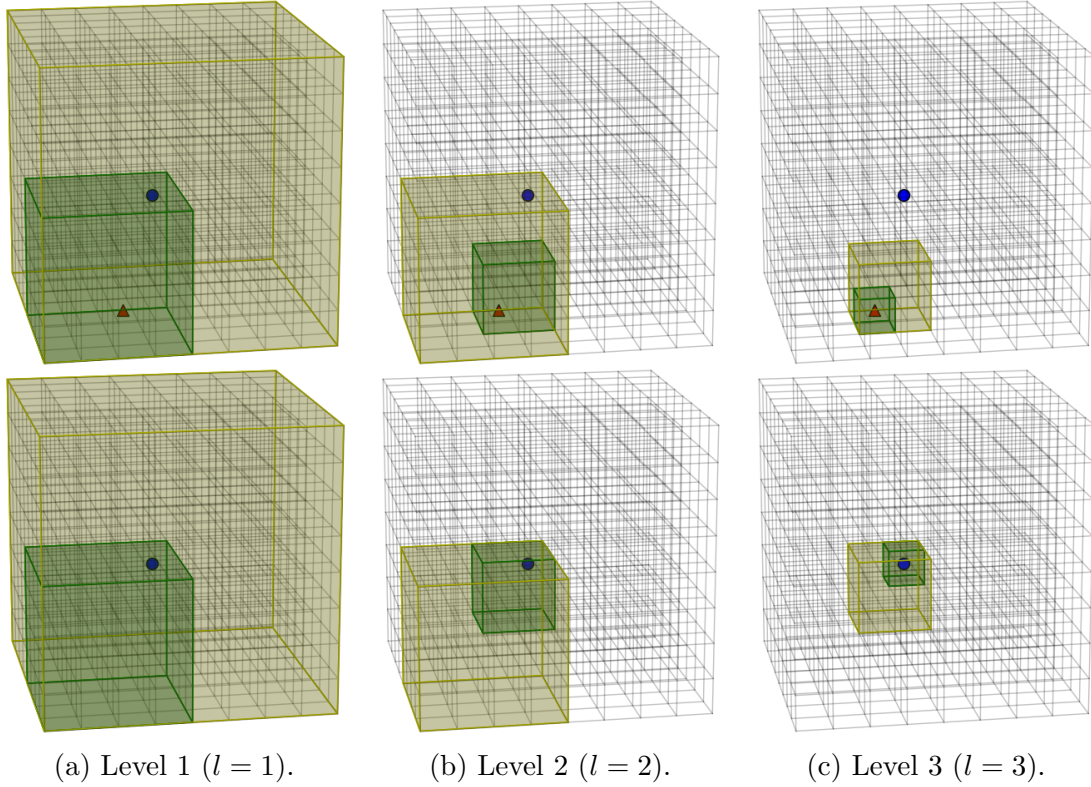 (a) Level 1 (l = 1).
(b) Level 2 (l = 2).
(c) Level 3 (l = 3).